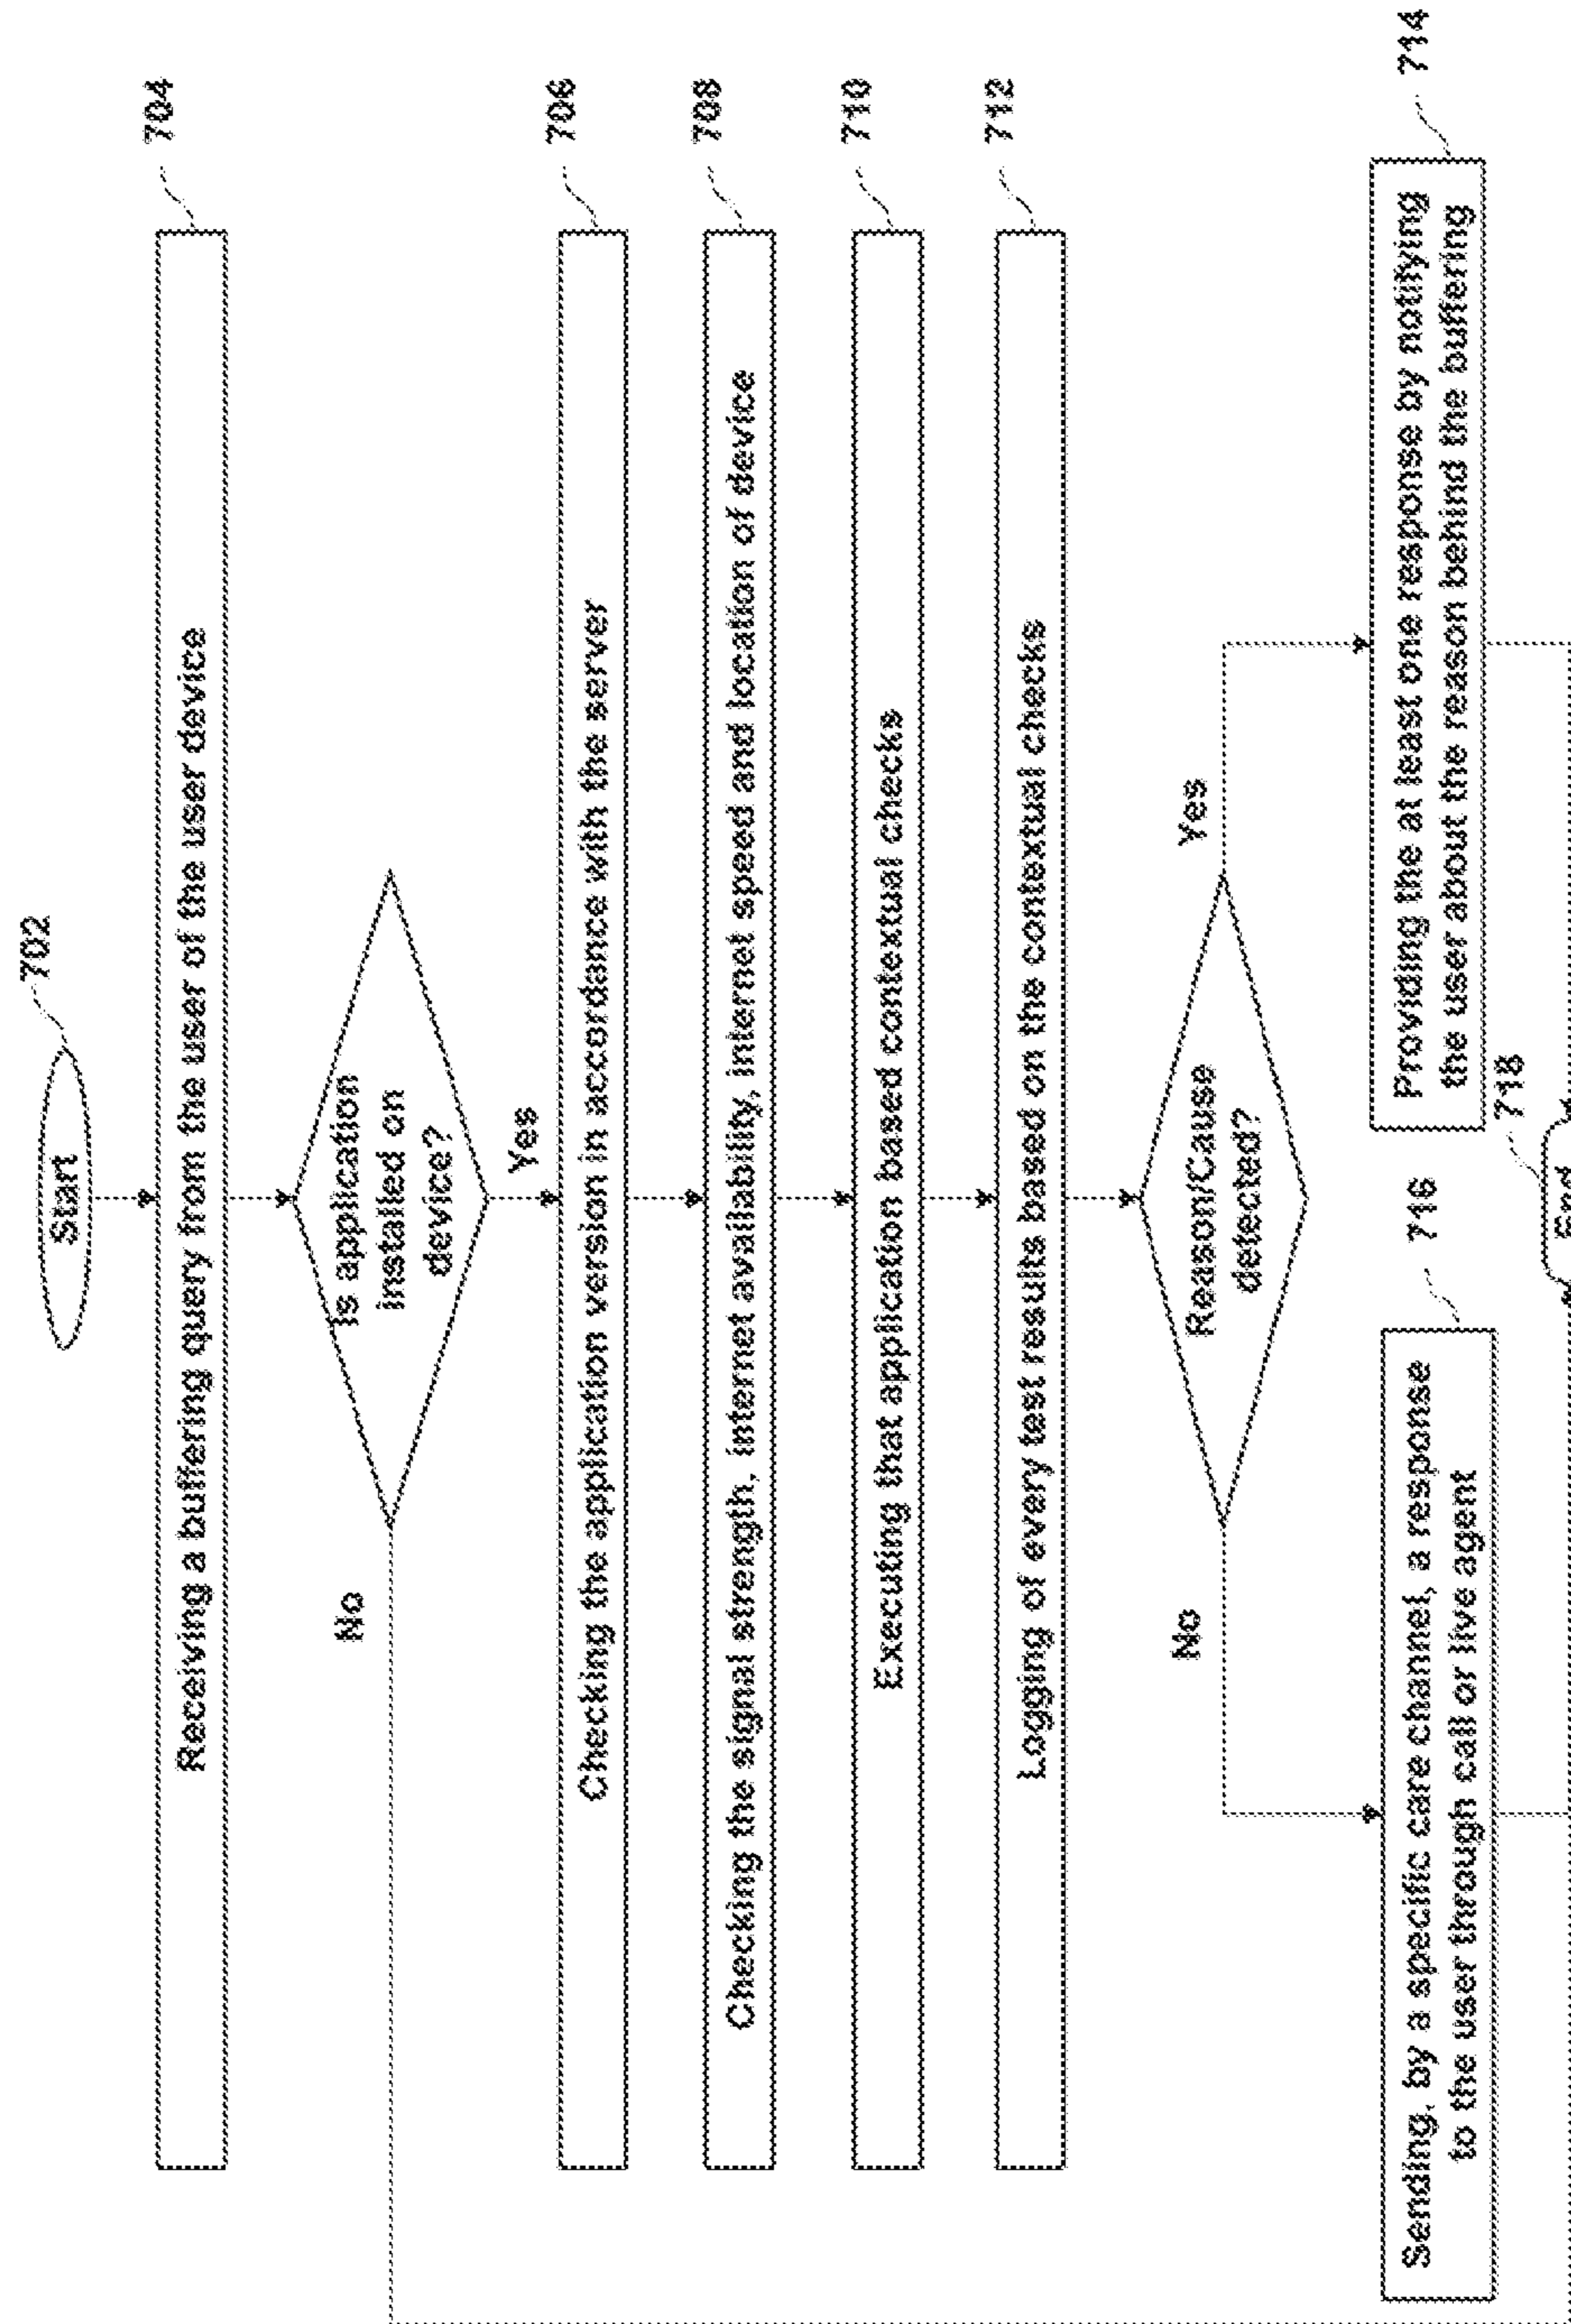 702
Start
704
Receiving a buffering query from the user of the user device
Is application
installed on
device?
No
Yes
706
Checking the application version in accordance with the server
708
Checking the signal strength, internet availability, internet speed and location of device
710
Executing that application based contextual checks
712
Logging of every test results based on the contextual checks
Reason/Cause
detected?
No
Yes
716
Sending, by a specific care channel, a response
to the user through call or live agent
714
Providing the at least one response by notifying
the user about the reason behind the buffering
718
End